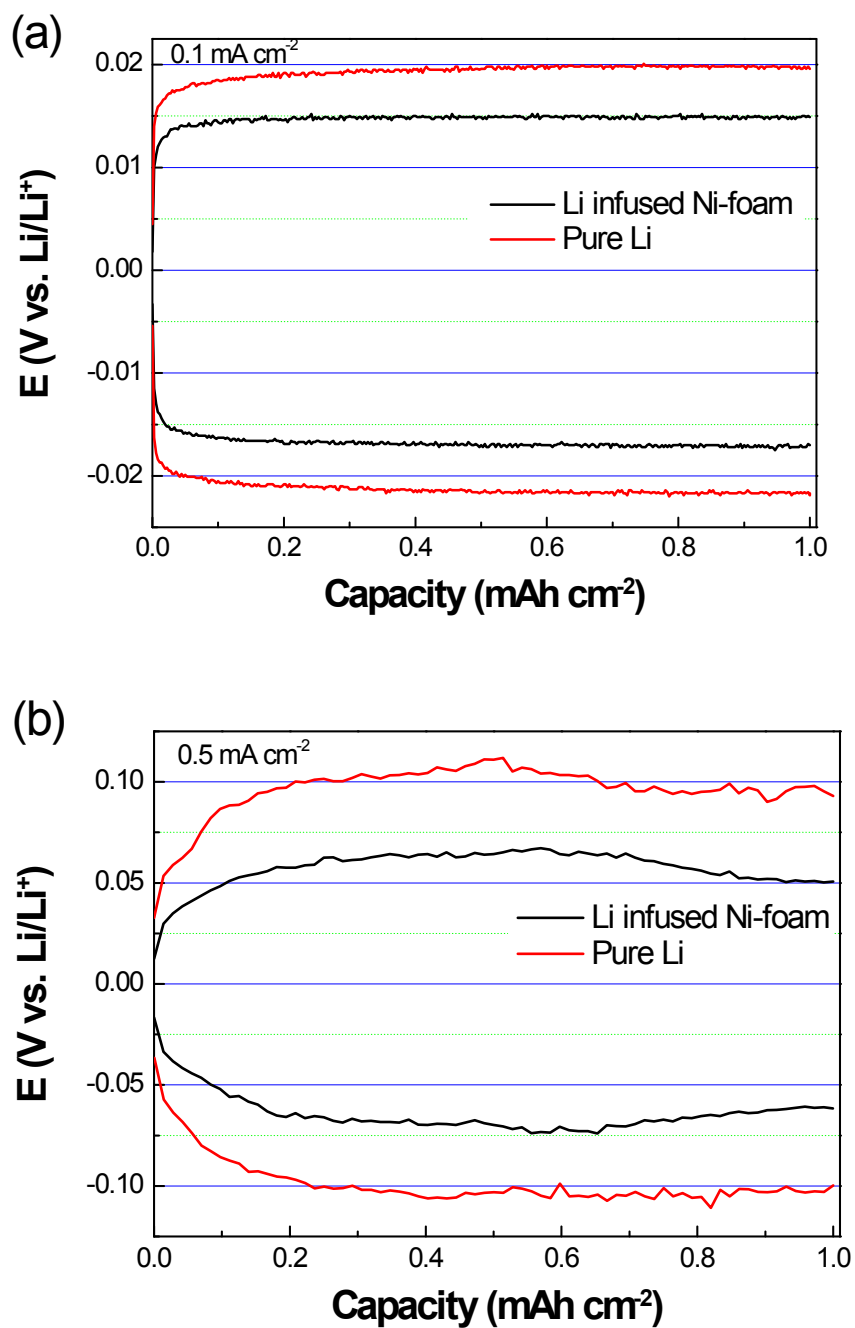 (a)
0.1 mA cm⁻²
0.02
0.01
0.00
-0.01
-0.02
E (V vs. Li/Li⁺)
Li infused Ni-foam
Pure Li
0.0 0.2 0.4 0.6 0.8 1.0
Capacity (mAh cm⁻²)
(b)
0.5 mA cm⁻²
0.10
0.05
0.00
-0.05
-0.10
E (V vs. Li/Li⁺)
Li infused Ni-foam
Pure Li
0.0 0.2 0.4 0.6 0.8 1.0
Capacity (mAh cm⁻²)